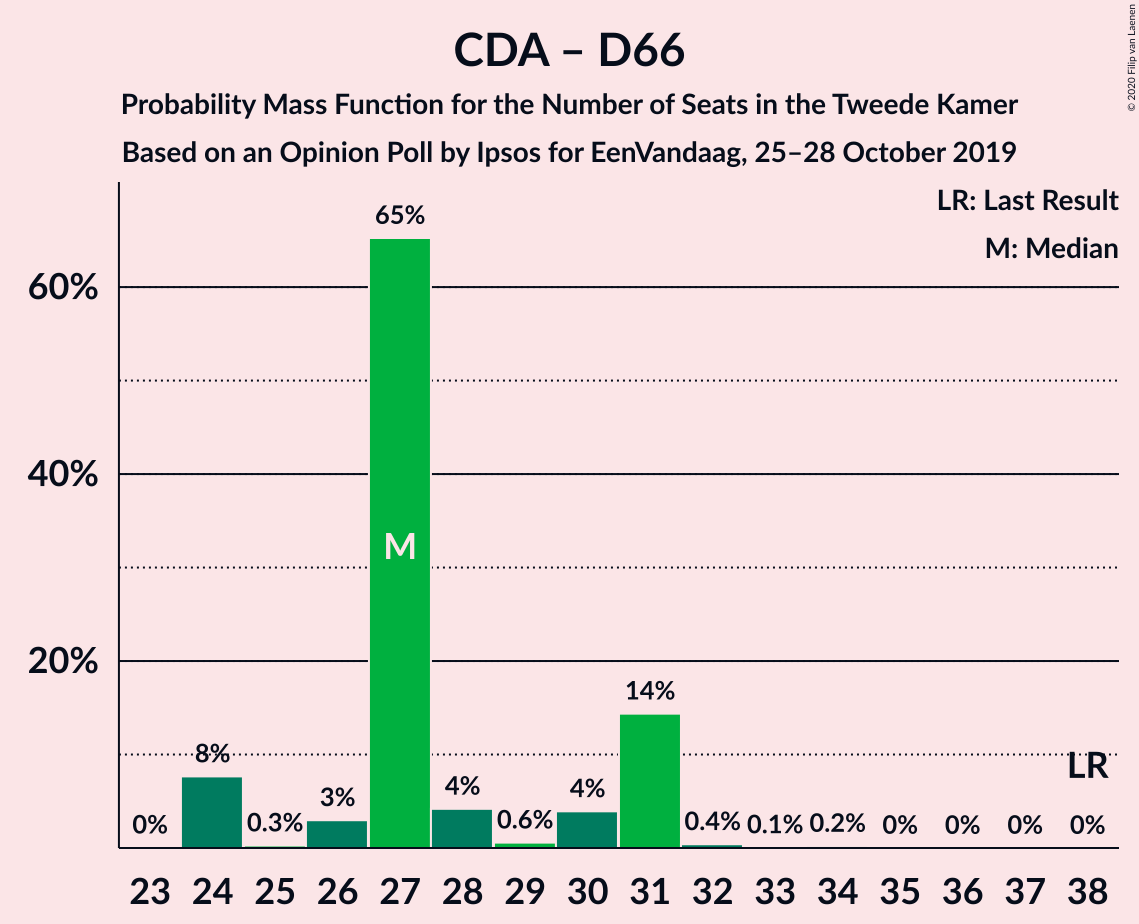 CDA – D66
Probability Mass Function for the Number of Seats in the Tweede Kamer
Based on an Opinion Poll by Ipsos for EenVandaag, 25–28 October 2019
© 2020 Filip van Laenen
LR: Last Result
M: Median
60%
40%
20%
0%
8%
0.3%
3%
65%
4%
0.6%
4%
14%
0.4%
0.1%
0.2%
0%
0%
0%
0%
M
LR
23 24 25 26 27 28 29 30 31 32 33 34 35 36 37 38